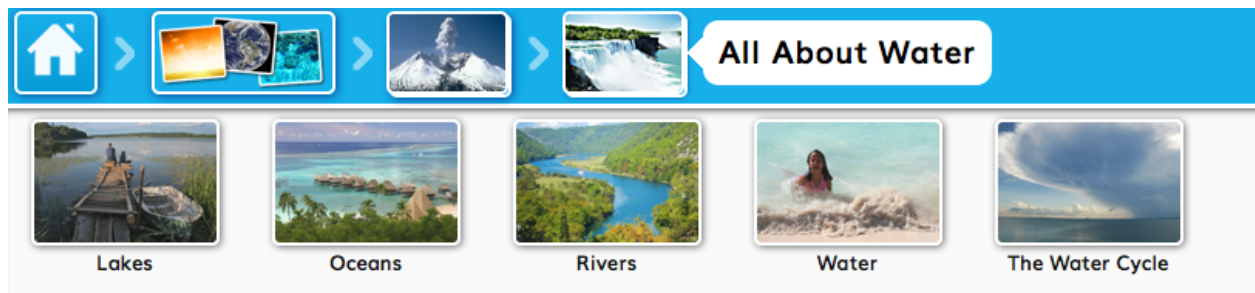 All About Water
Lakes
Oceans
Rivers
Water
The Water Cycle